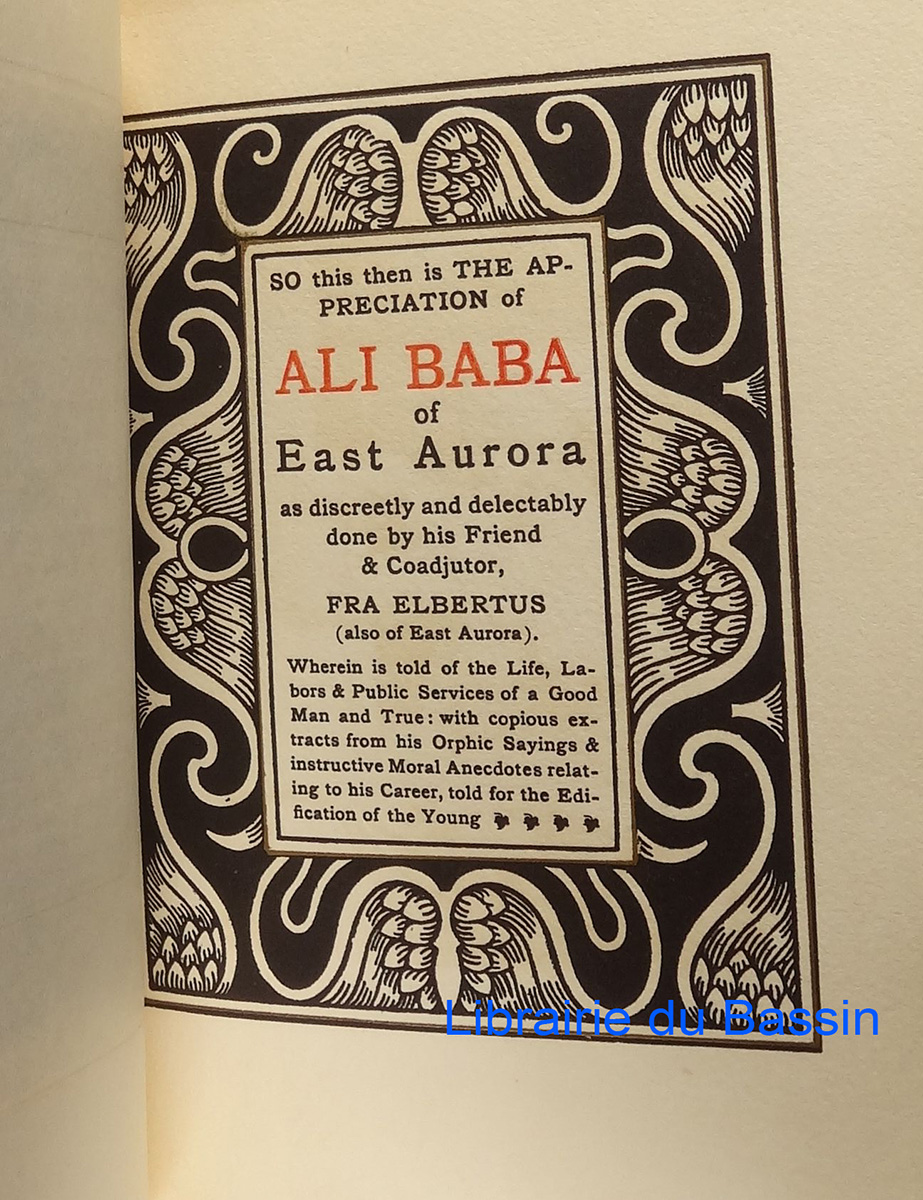 SO this then is THE AP-
PRECIATION of
ALI BABA
of
East Aurora
as discreetly and delectably
done by his Friend
& Coadjutor,
FRA ELBERTUS
(also of East Aurora).
Wherein is told of the Life, La-
bors & Public Services of a Good
Man and True: with copious ex-
tracts from his Orphic Sayings &
instructive Moral Anecdotes relat-
ing to his Career, told for the Edi-
fication of the Young
Librairie du Bassin